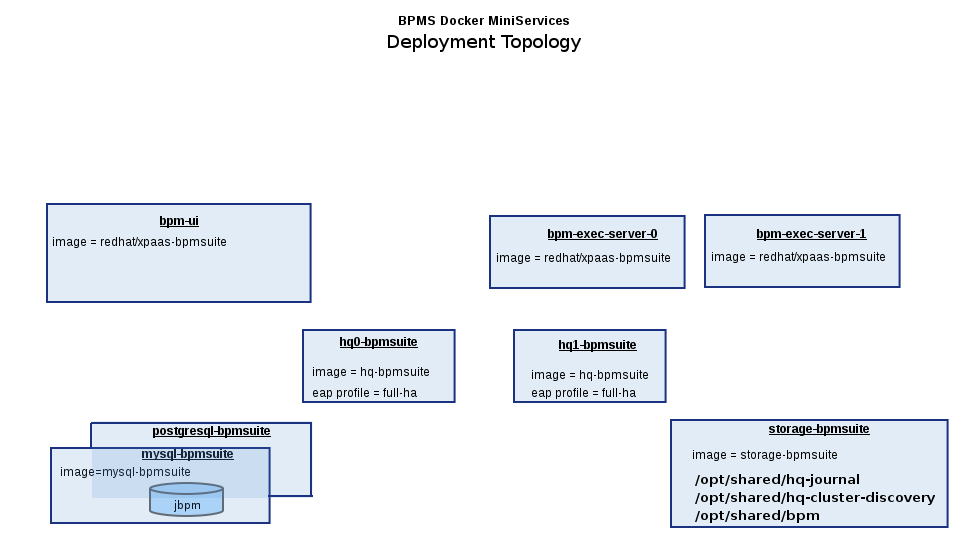 BPMS Docker MiniServices
Deployment Topology
bpm-ui
image = redhat/xpaas-bpmsuite
bpm-exec-server-0
image = redhat/xpaas-bpmsuite
bpm-exec-server-1
image = redhat/xpaas-bpmsuite
hq0-bpmsuite
image = hq-bpmsuite
eap profile = full-ha
hq1-bpmsuite
image = hq-bpmsuite
eap profile = full-ha
postgresql-bpmsuite
mysql-bpmsuite
image=mysql-bpmsuite
jbpm
storage-bpmsuite
image = storage-bpmsuite
/opt/shared/hq-journal
/opt/shared/hq-cluster-discovery
/opt/shared/bpm